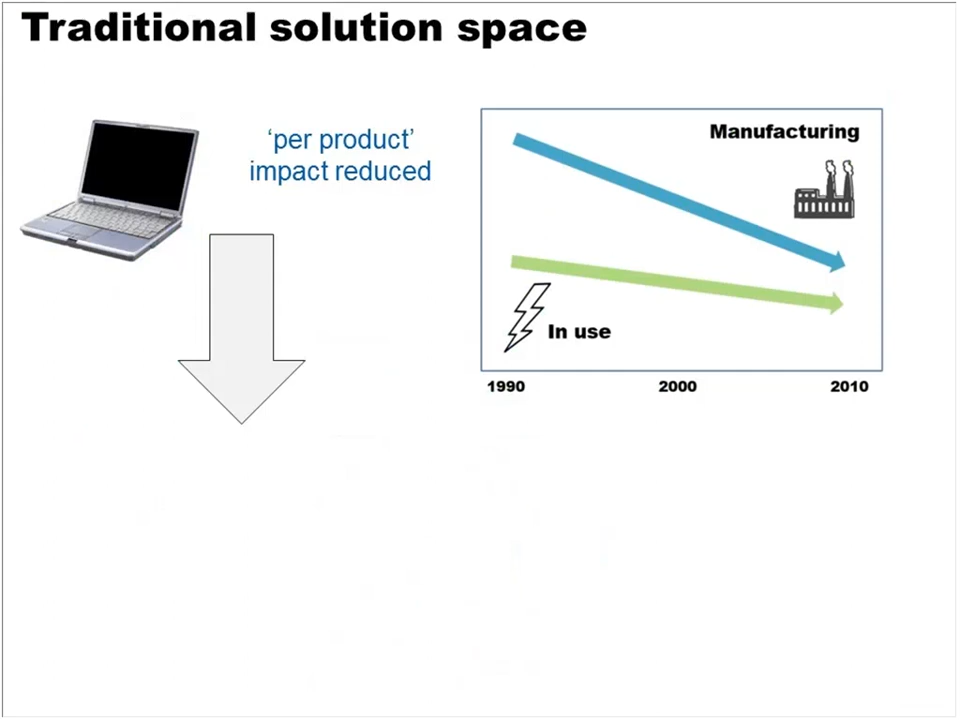 Traditional solution space
‘per product’
impact reduced
Manufacturing
In use
1990 2000 2010